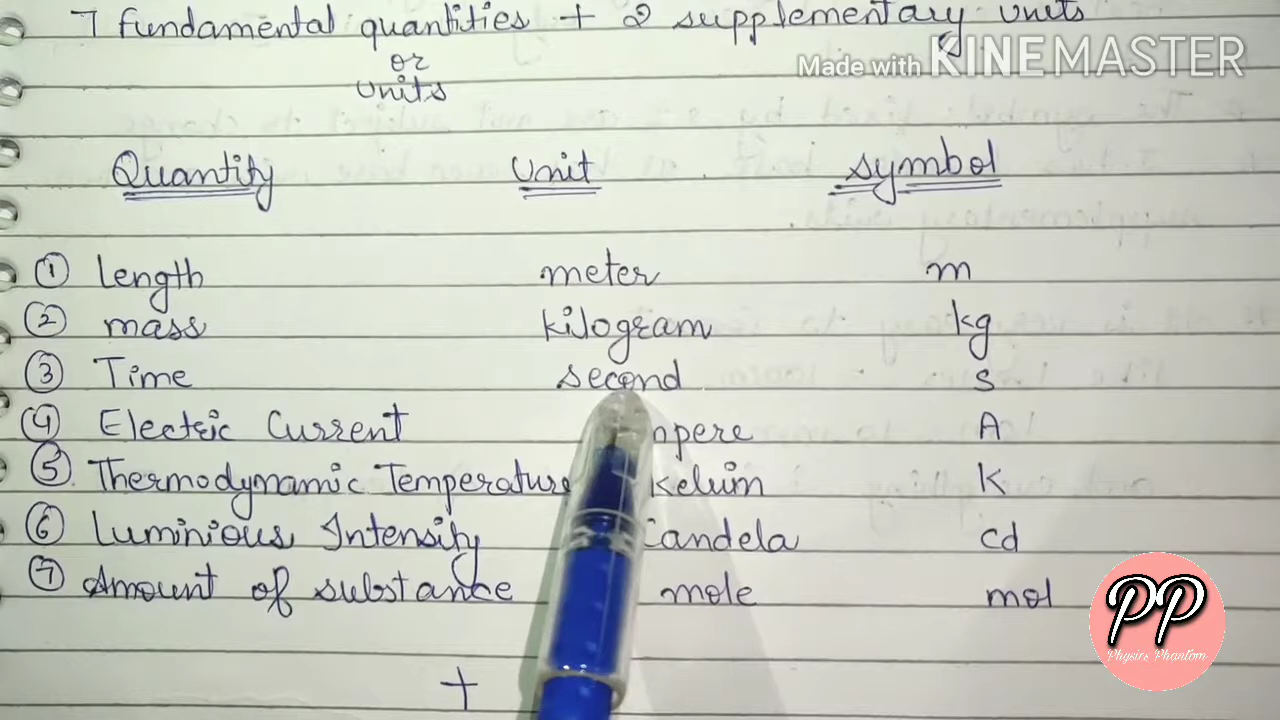 7 fundamental quantities + 2 supplementary units
or
units
Made with KINEMASTER
Quantity Unit Symbol
① Length meter m
② mass kilogram kg
③ Time second s
④ Electric Current mpere A
⑤ Thermodynamic Temperature Kelvin K
⑥ Luminious Intensity Candela cd
⑦ Amount of substance mole mol
+
PP
Physics Phantom